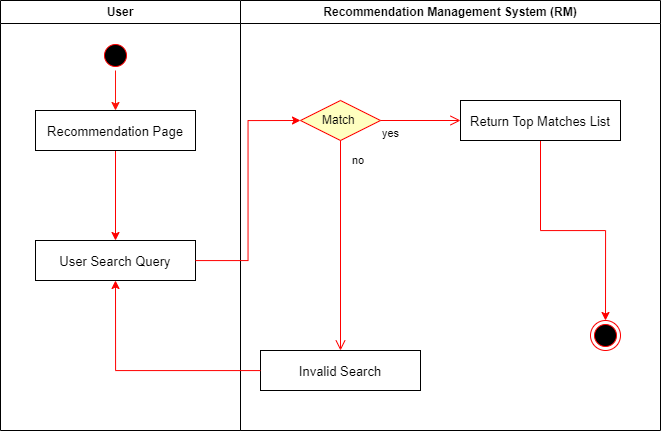 User
Recommendation Management System (RM)
Recommendation Page
Match
yes
Return Top Matches List
no
User Search Query
Invalid Search